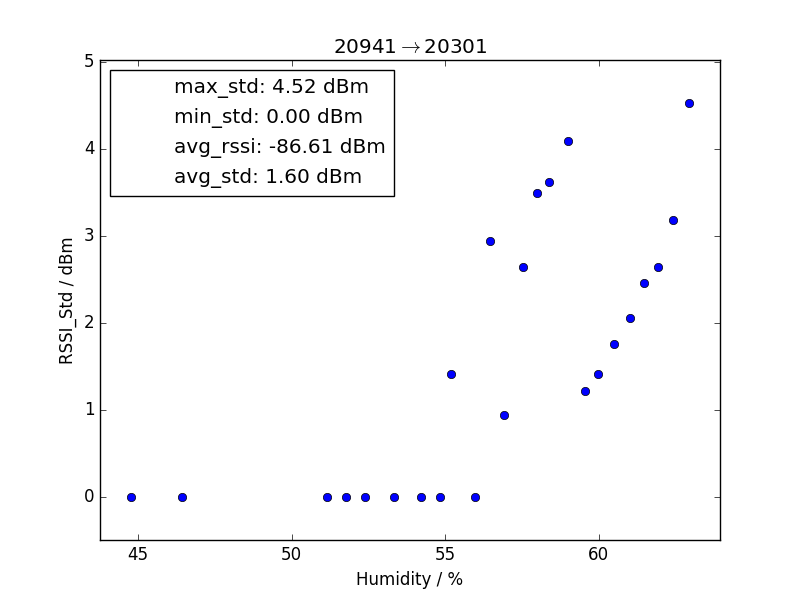 20941→20301
max_std: 4.52 dBm
min_std: 0.00 dBm
avg_rssi: -86.61 dBm
avg_std: 1.60 dBm
RSSI_Std / dBm
5
4
3
2
1
0
45 50 55 60
Humidity / %